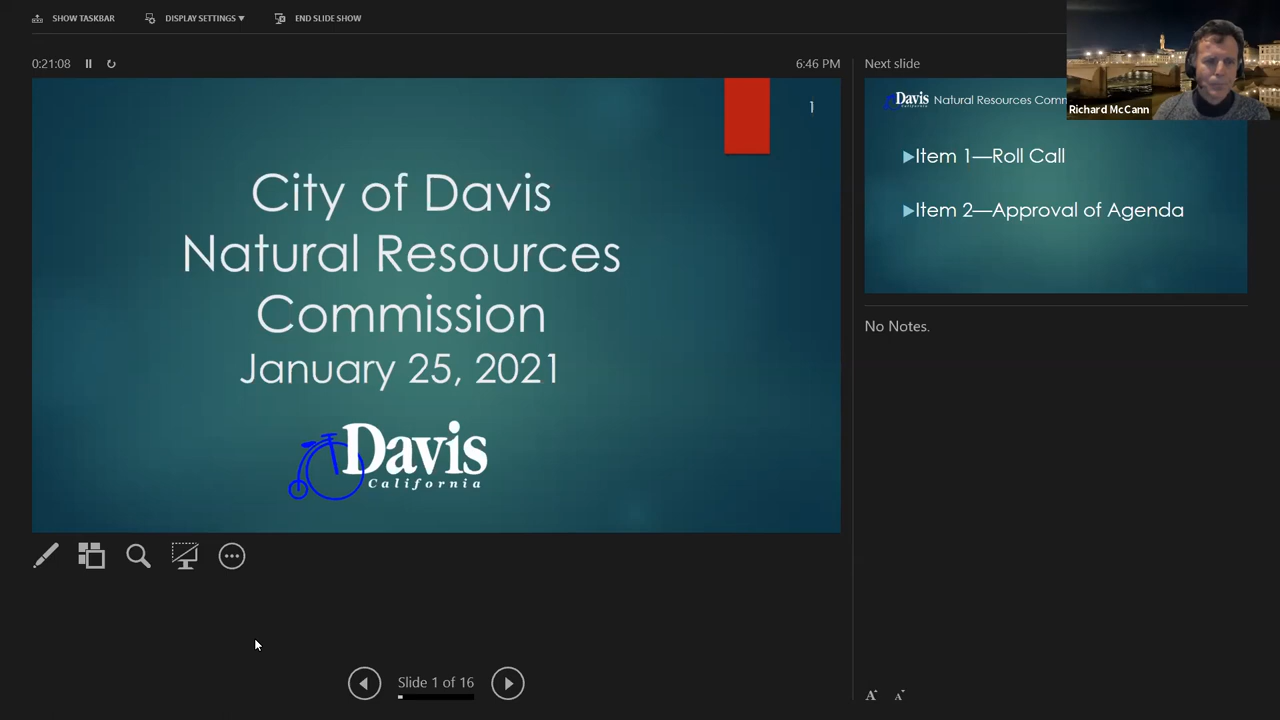 SHOW TASKBAR
DISPLAY SETTINGS ▼
END SLIDE SHOW
0:21:08
6:46 PM
1
City of Davis
Natural Resources
Commission
January 25, 2021
Davis
California
Slide 1 of 16
Next slide
Davis
Natural Resources Comm
Item 1—Roll Call
Item 2—Approval of Agenda
Richard McCann
No Notes.
A
A